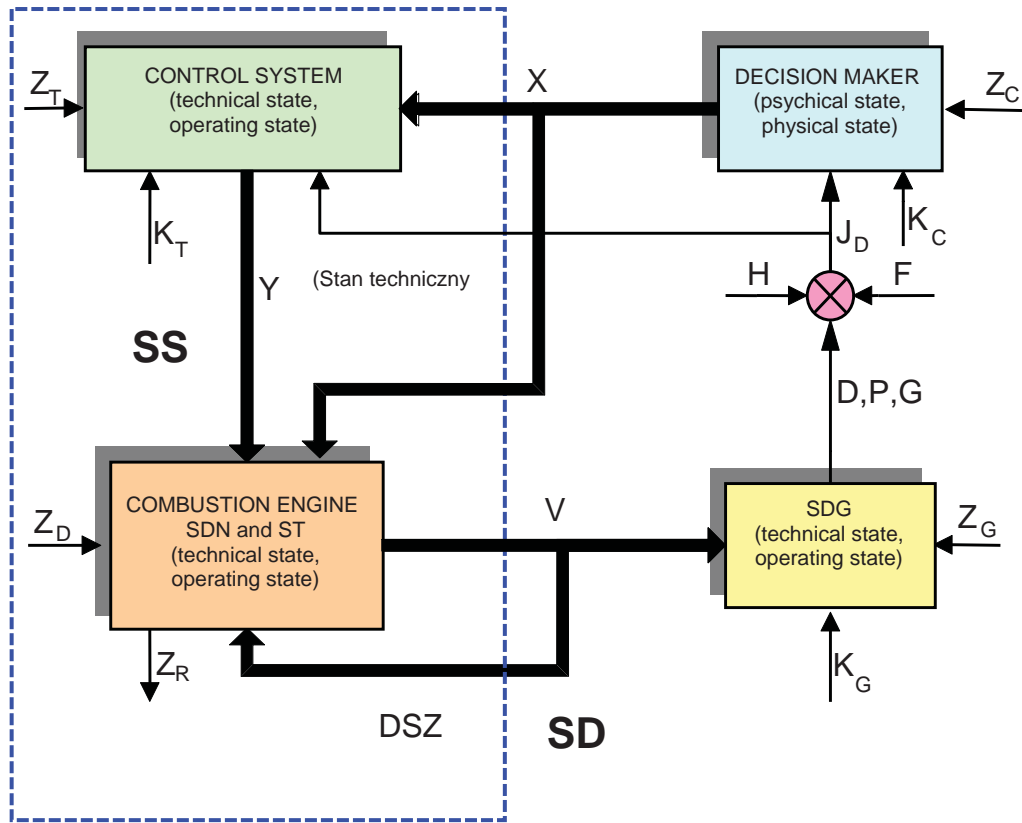 Z_T
CONTROL SYSTEM
(technical state,
operating state)
X
DECISION MAKER
(psychical state,
physical state)
Z_C
K_T
J_D
K_C
Y
(Stan techniczny
H
F
SS
D,P,G
COMBUSTION ENGINE
SDN and ST
(technical state,
operating state)
Z_D
V
SDG
(technical state,
operating state)
Z_G
Z_R
K_G
DSZ
SD